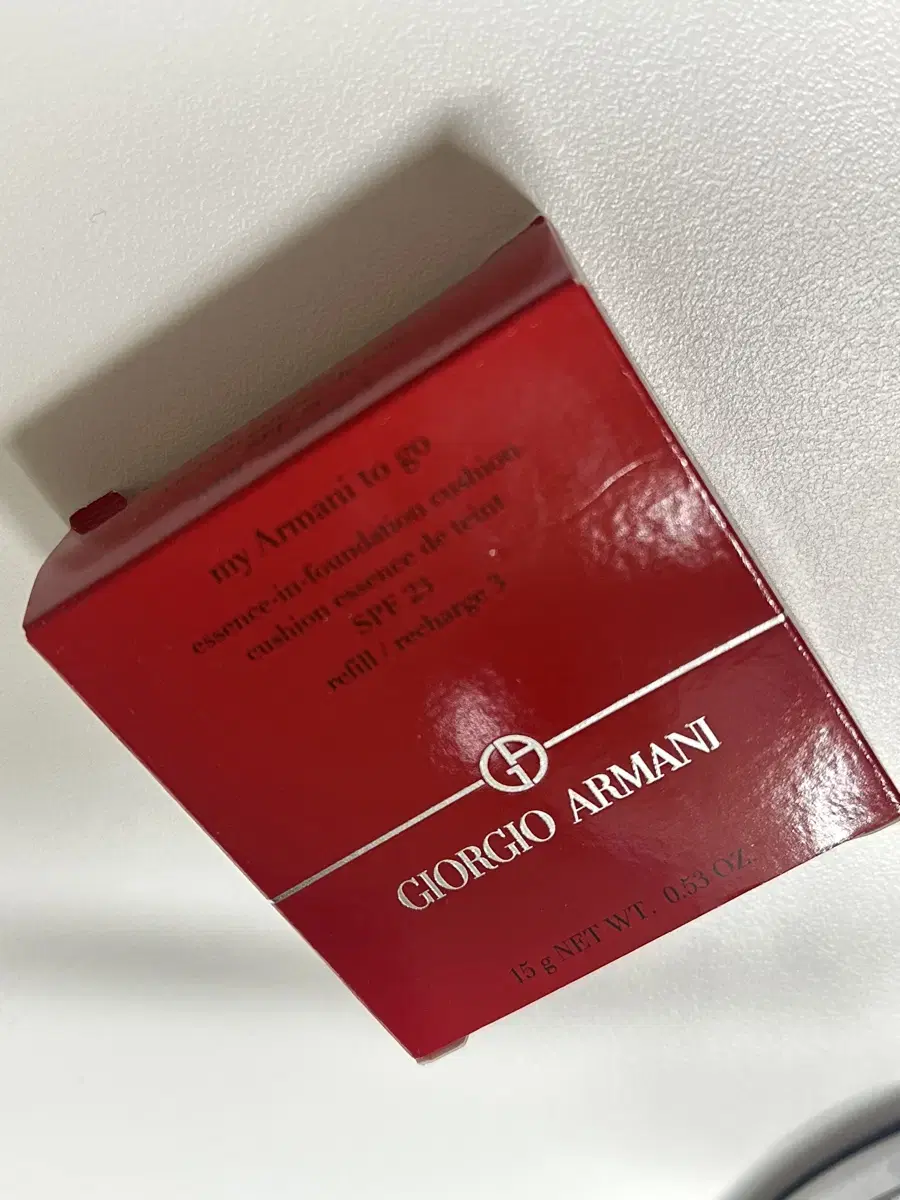 my Armani to go
essence-in-foundation cushion
cushion essence de teint
SPF 23
refill / recharge 3
GIORGIO ARMANI
15 g NET WT. 0.53 OZ.